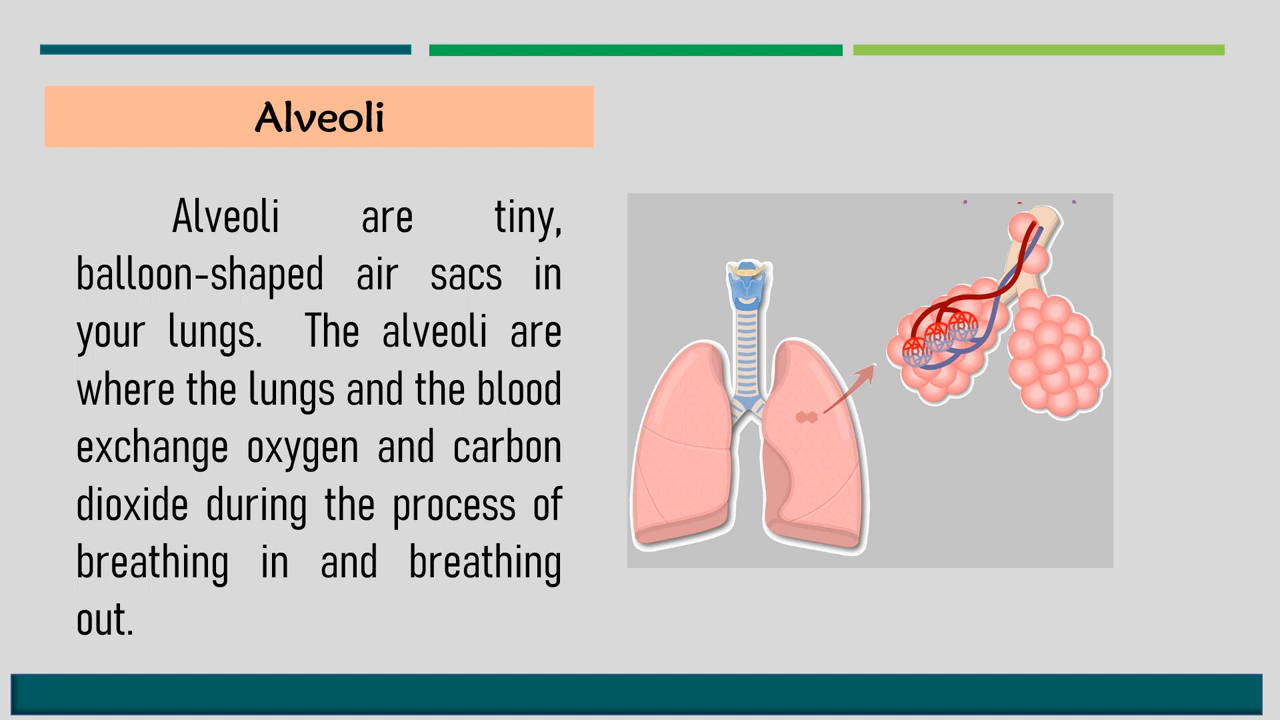 Alveoli
Alveoli are tiny,
balloon-shaped air sacs in
your lungs. The alveoli are
where the lungs and the blood
exchange oxygen and carbon
dioxide during the process of
breathing in and breathing
out.